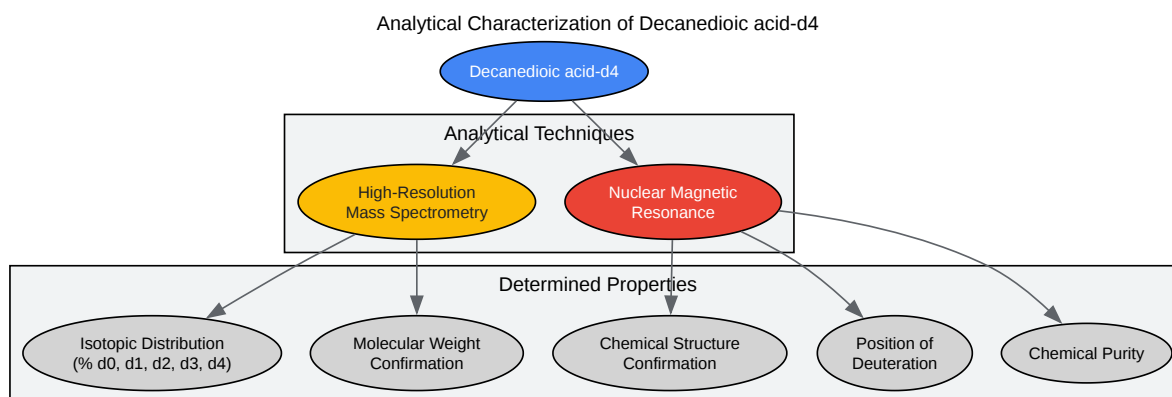 Analytical Characterization of Decanedioic acid-d4
Decanedioic acid-d4
Analytical Techniques
High-Resolution
Mass Spectrometry
Nuclear Magnetic
Resonance
Determined Properties
Isotopic Distribution
(% d0, d1, d2, d3, d4)
Molecular Weight
Confirmation
Chemical Structure
Confirmation
Position of
Deuteration
Chemical Purity